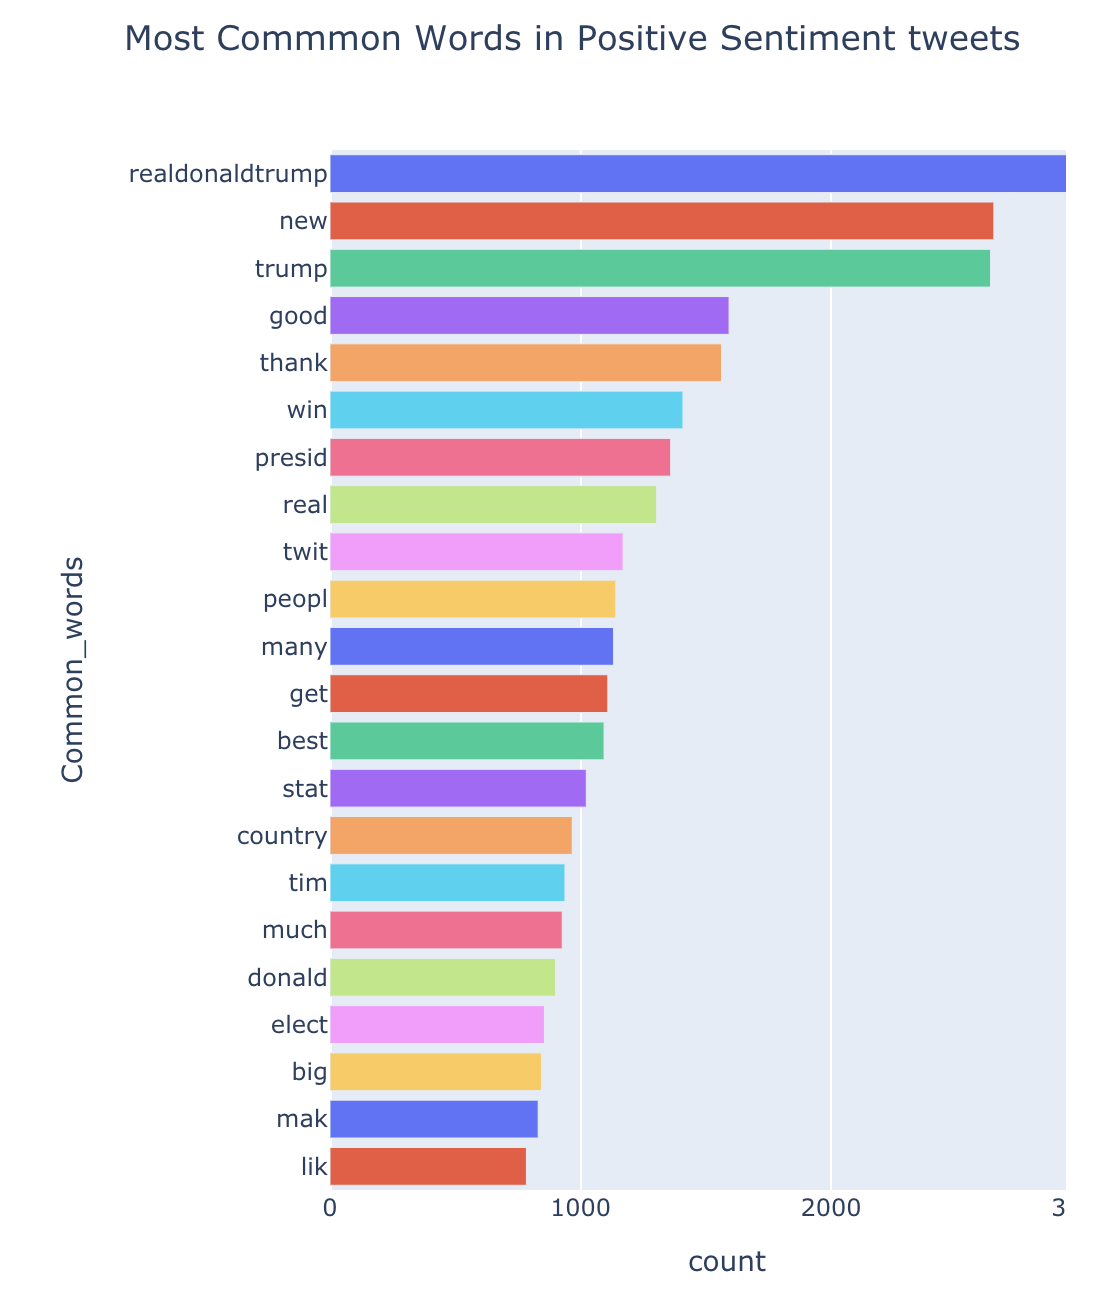 Most Commmon Words in Positive Sentiment tweets
realdonaldtrump
new
trump
good
thank
win
presid
real
twit
peopl
many
get
best
stat
country
tim
much
donald
elect
big
mak
lik
Common_words
0 1000 2000 3
count